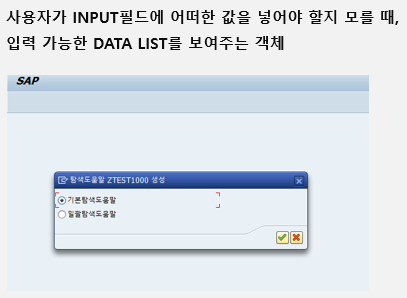 사용자가 INPUT필드에 어떠한 값을 넣어야 할지 모를 때,
입력 가능한 DATA LIST를 보여주는 객체
SAP
탐색도움말 ZTEST1000 생성
기본탐색도움말
일괄탐색도움말